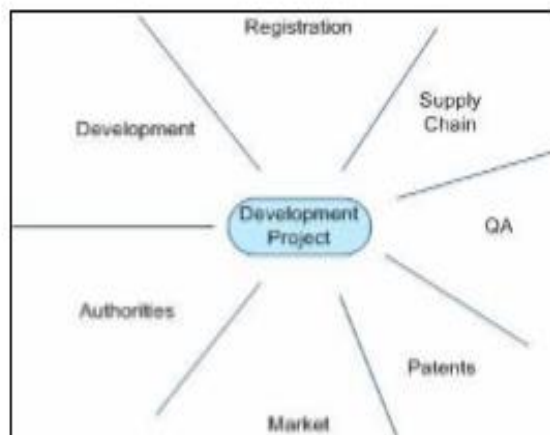 Registration
Supply
Chain
Development
Development
Project
QA
Authorities
Patents
Market